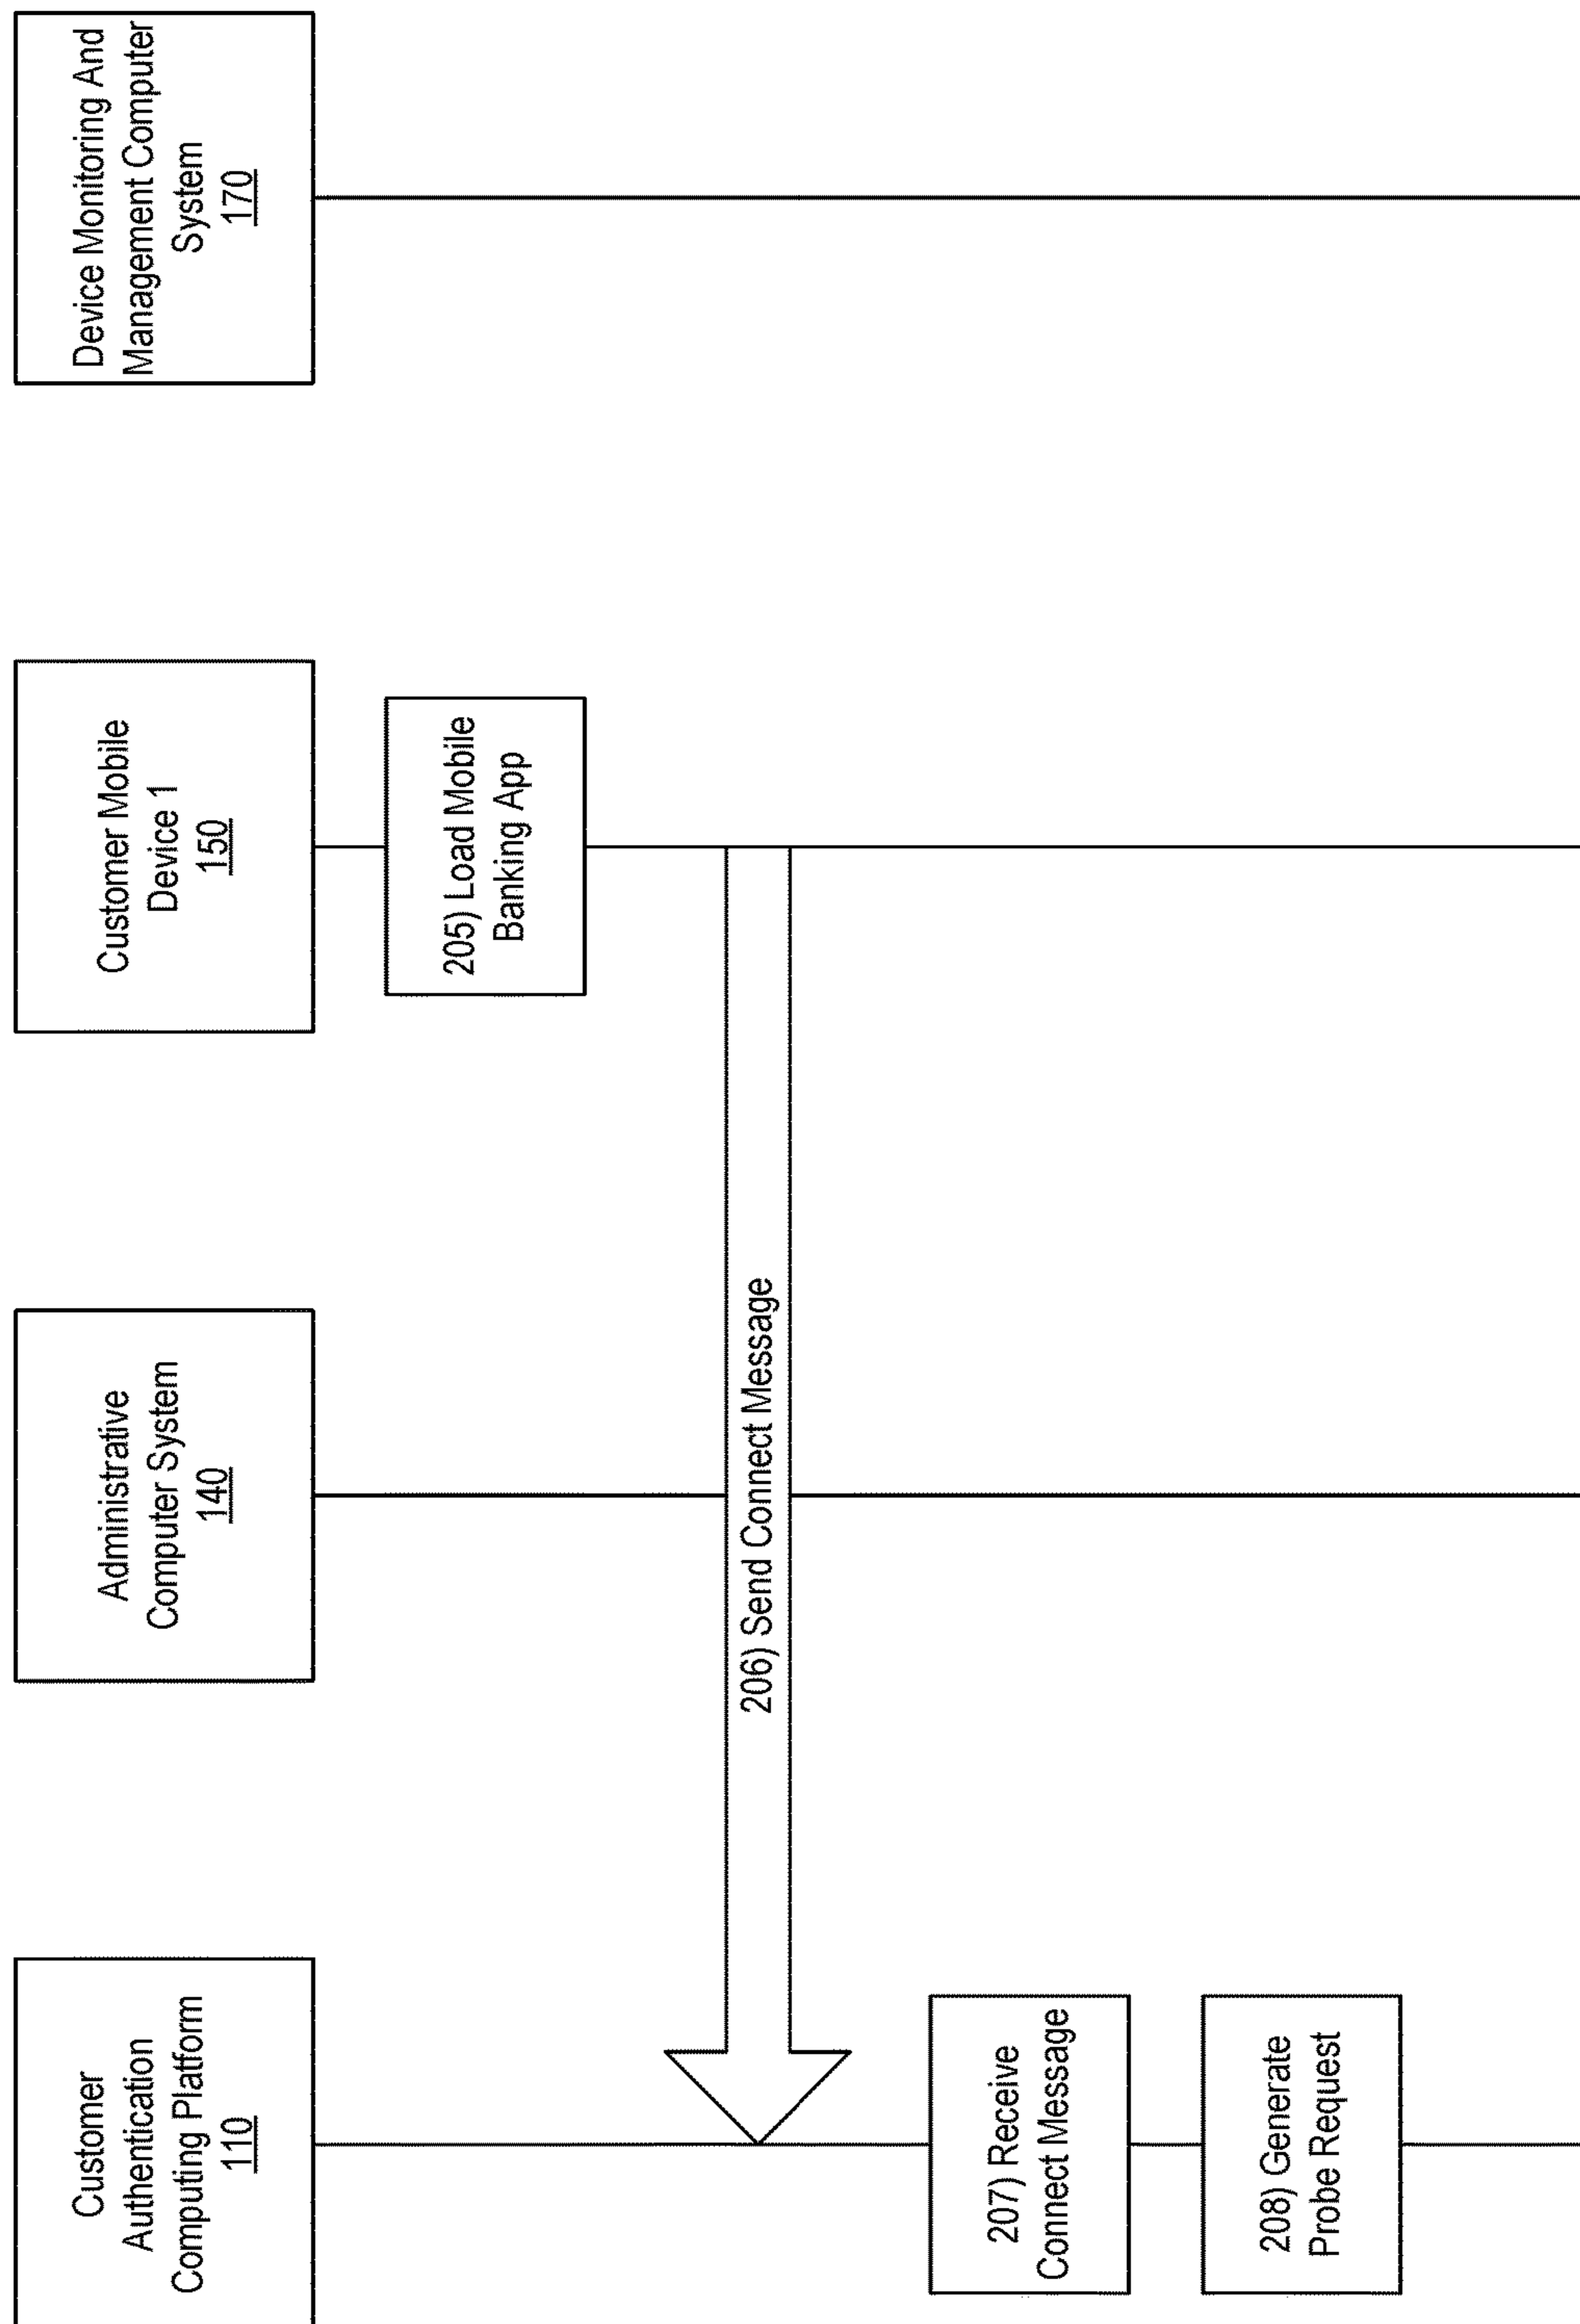 Customer
Authentication
Computing Platform
110
Administrative
Computer System
140
Customer Mobile
Device 1
150
Device Monitoring And
Management Computer
System
170
205) Load Mobile
Banking App
206) Send Connect Message
207) Receive
Connect Message
208) Generate
Probe Request